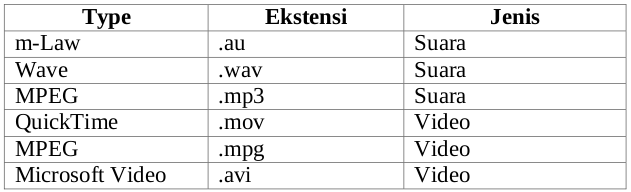 Type Ekstensi Jenis
m-Law .au Suara
Wave .wav Suara
MPEG .mp3 Suara
QuickTime .mov Video
MPEG .mpg Video
Microsoft Video .avi Video